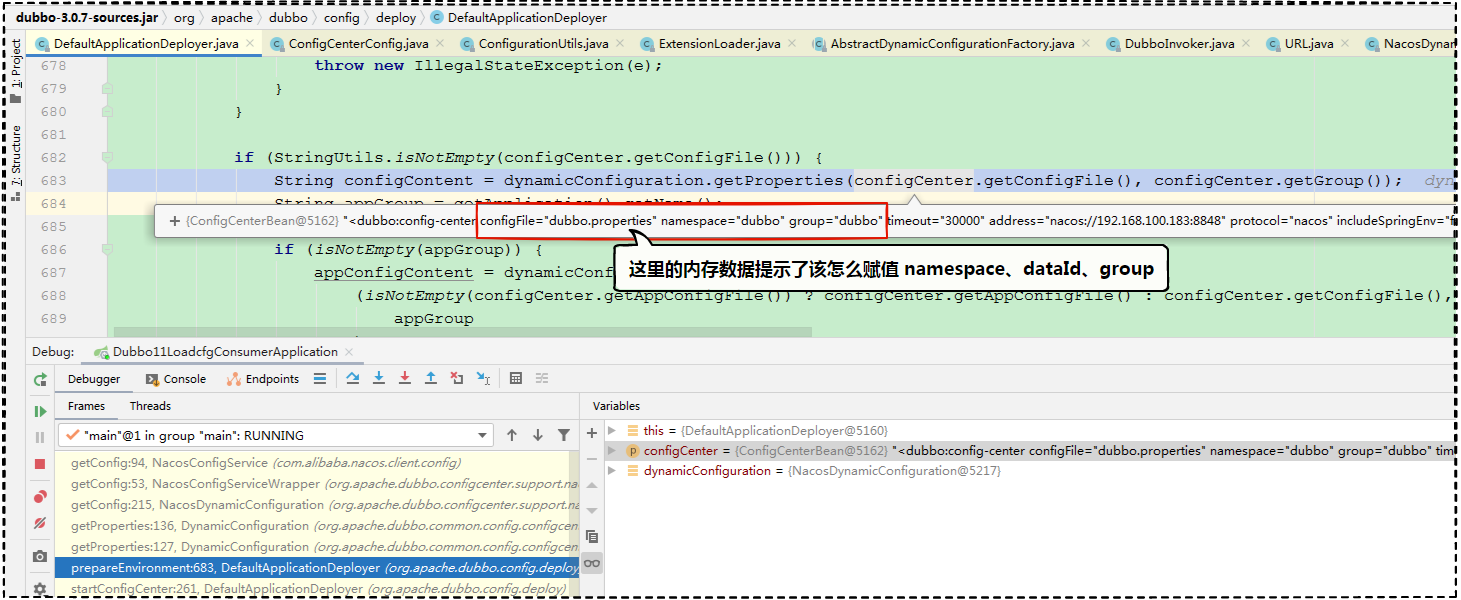 dubbo-3.0.7-sources.jar org apache dubbo config deploy DefaultApplicationDeployer
DefaultApplicationDeployer.java ConfigCenterConfig.java ConfigurationUtils.java ExtensionLoader.java AbstractDynamicConfigurationFactory.java DubboInvoker.java URL.java NacosDynam
1: Project
7: Structure
678 throw new IllegalStateException(e);
679 }
680 }
681
682 if (StringUtils.isNotEmpty(configCenter.getConfigFile())) {
683 String configContent = dynamicConfiguration.getProperties(configCenter.getConfigFile(), configCenter.getGroup()); dyn
684
+ {ConfigCenterBean@5162} "<dubbo:config-center configFile="dubbo.properties" namespace="dubbo" group="dubbo" timeout="30000" address="nacos://192.168.100.183:8848" protocol="nacos" includeSpringEnv="f
685
686 if (isNotEmpty(appGroup)) {
这里的内存数据提示了该怎么赋值 namespace、dataId、group
687 appConfigContent = dynamicConf
688 (isNotEmpty(configCenter.getAppConfigFile()) ? configCenter.getAppConfigFile() : configCenter.getConfigFile(),
689 appGroup
Debug: Dubbo11LoadcfgConsumerApplication
Debugger Console Endpoints
Frames Threads
Variables
"main"@1 in group "main": RUNNING
getConfig:94, NacosConfigService (com.alibaba.nacos.client.config)
getConfig:53, NacosConfigServiceWrapper (org.apache.dubbo.configcenter.support.na
getConfig:215, NacosDynamicConfiguration (org.apache.dubbo.configcenter.support.n
getProperties:136, DynamicConfiguration (org.apache.dubbo.common.config.configcen
getProperties:127, DynamicConfiguration (org.apache.dubbo.common.config.configcen
prepareEnvironment:683, DefaultApplicationDeployer (org.apache.dubbo.config.deploy
startConfigCenter:261, DefaultApplicationDeployer (org.apache.dubbo.config.deploy)
this = {DefaultApplicationDeployer@5160}
configCenter = {ConfigCenterBean@5162} "<dubbo:config-center configFile="dubbo.properties" namespace="dubbo" group="dubbo" tim
dynamicConfiguration = {NacosDynamicConfiguration@5217}